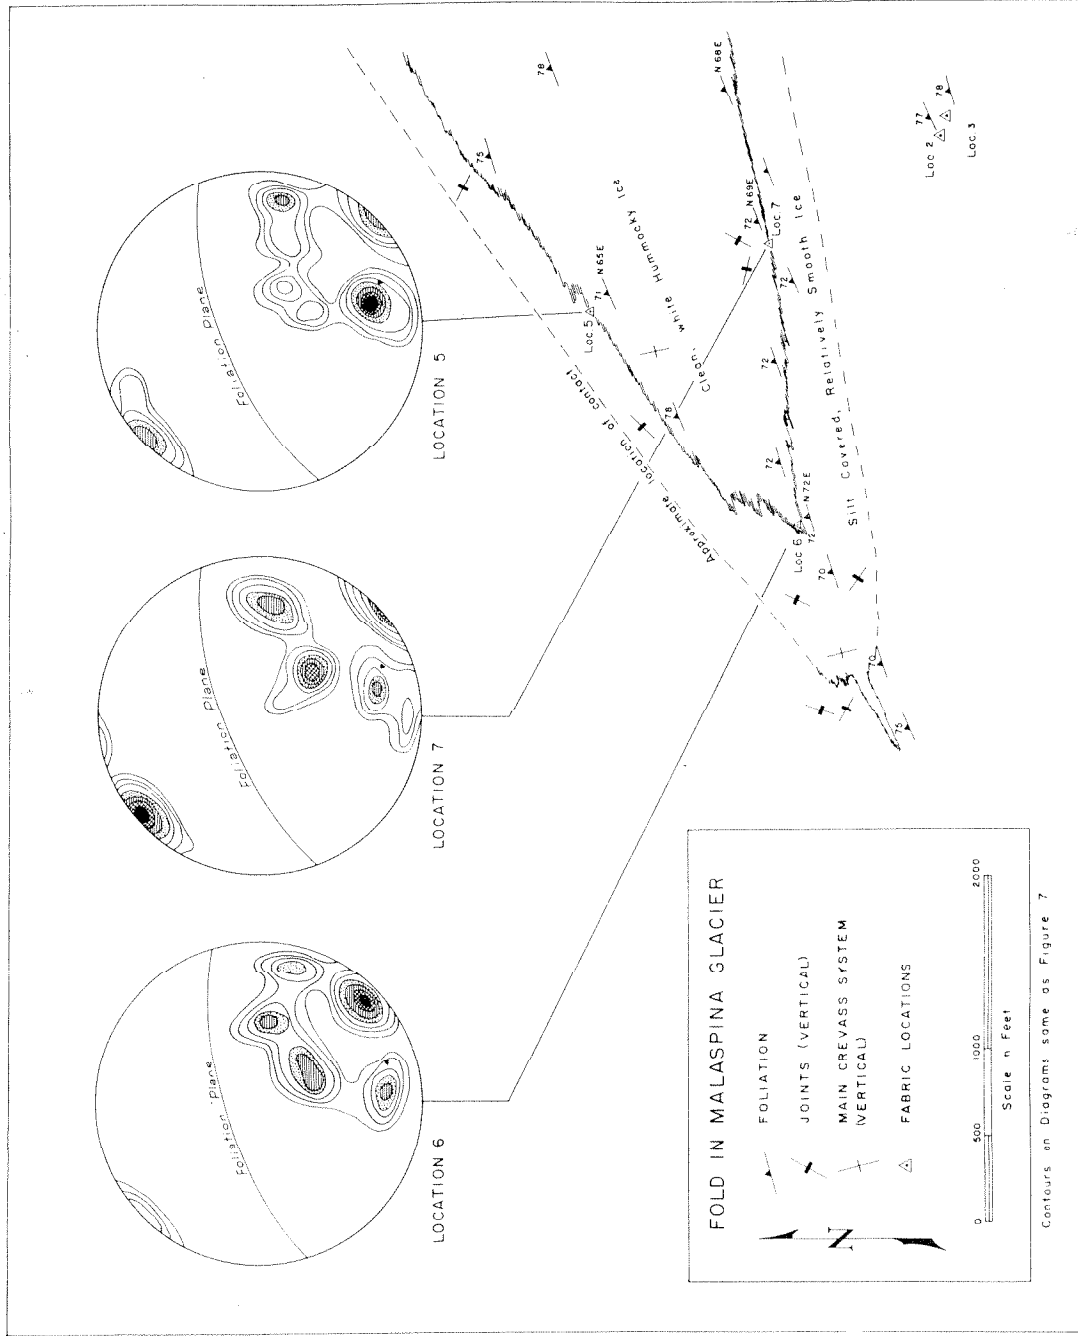 Foliation Plane
LOCATION 6
Foliation Plane
LOCATION 7
Foliation Plane
LOCATION 5
Approximate location of contact
Clean, white Hummocky Ice
Silt Covered, Relatively Smooth Ice
78
75
N65E
71
Loc.5
78
N68E
N69E
72
Loc.7
72
72
72
N72E
72
Loc 6
70
70
75
77
Loc 2
78
Loc. 3
FOLD IN MALASPINA GLACIER
FOLIATION
JOINTS (VERTICAL)
MAIN CREVASS SYSTEM
(VERTICAL)
FABRIC LOCATIONS
N
0 500 1000 2000
Scale n Feet
Contours on Diagrams same as Figure 7